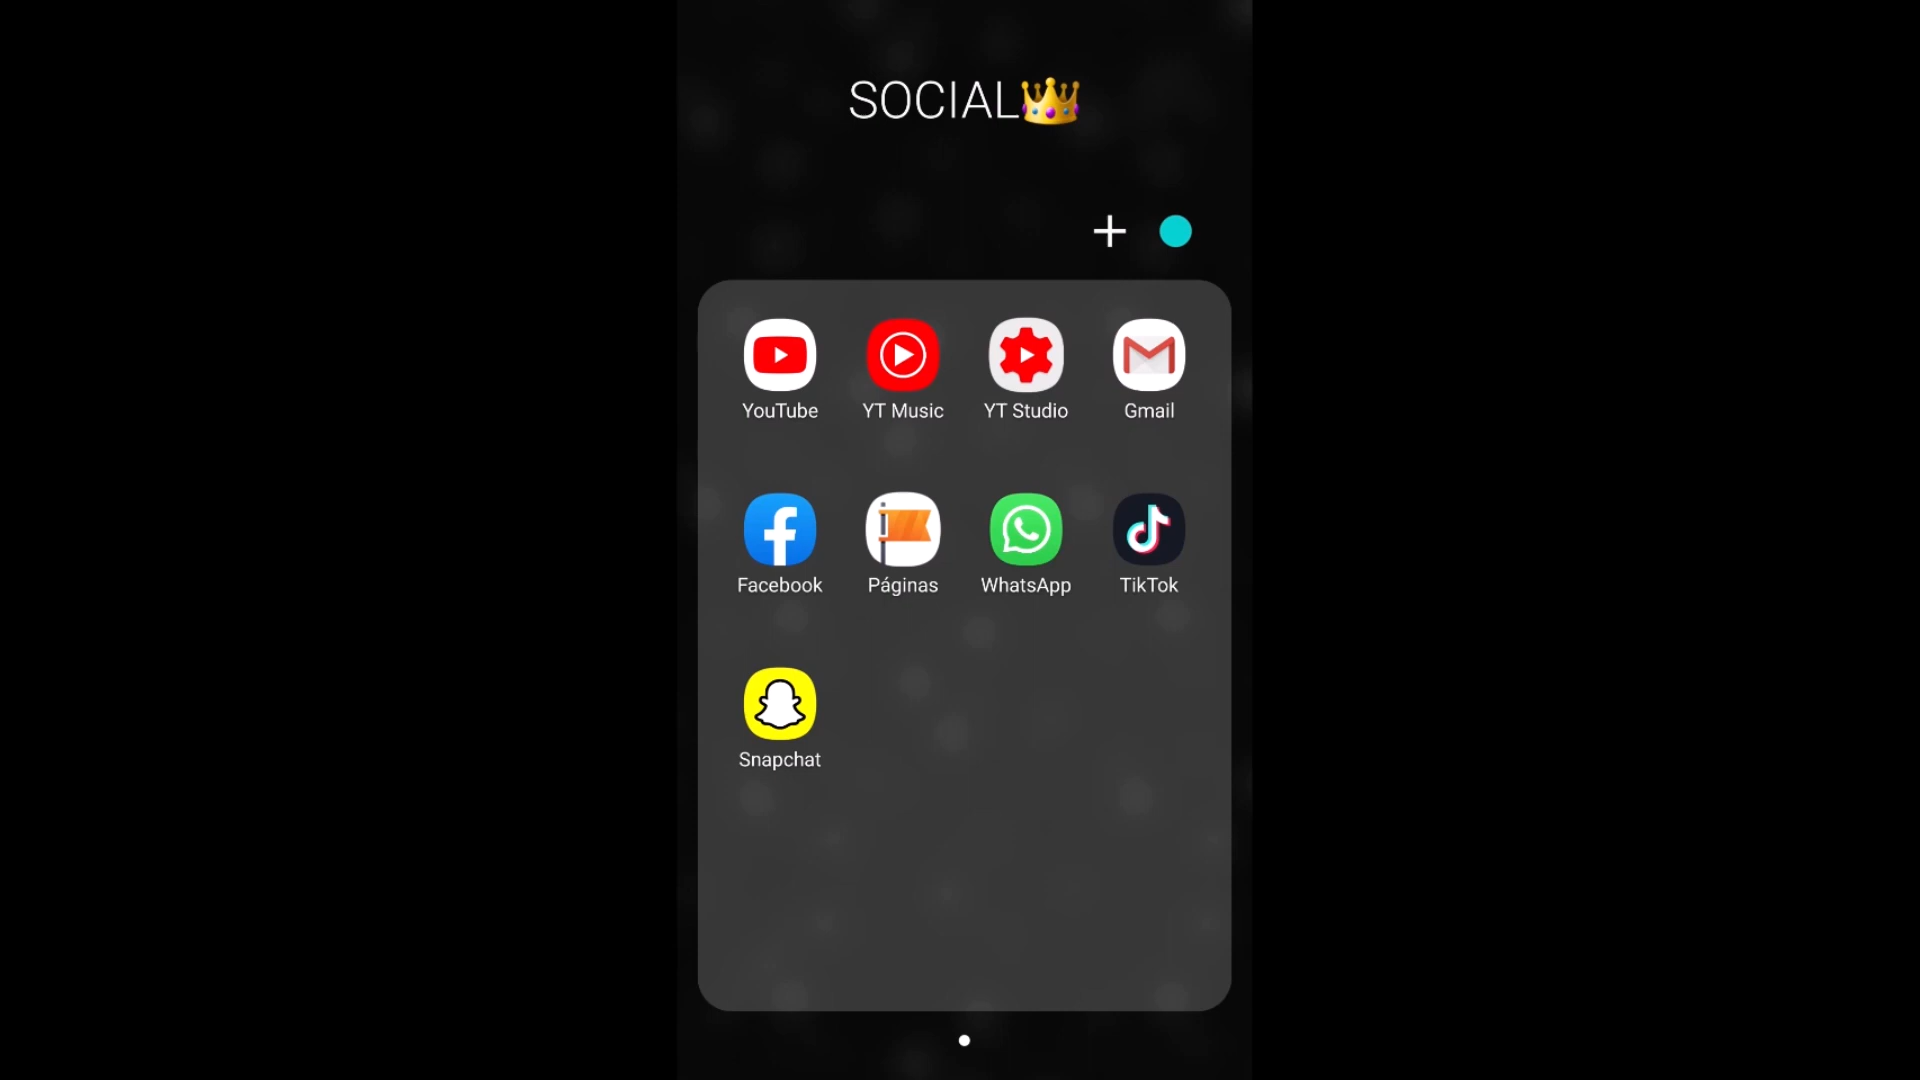 SOCIAL👑
YouTube YT Music YT Studio Gmail
Facebook Páginas WhatsApp TikTok
Snapchat